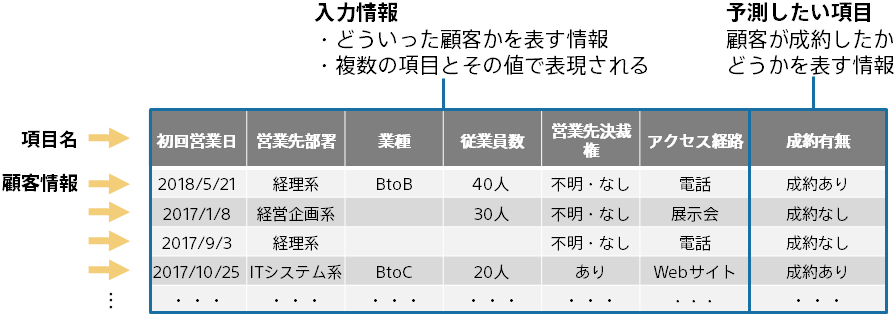 入力情報
・どういった顧客かを表す情報
・複数の項目とその値で表現される
予測したい項目
顧客が成約したか
どうかを表す情報
項目名 初回営業日 営業先部署 業種 従業員数 営業先決裁権 アクセス経路 成約有無
顧客情報 2018/5/21 経理系 BtoB 40人 不明・なし 電話 成約あり
2017/1/8 経営企画系 30人 不明・なし 展示会 成約なし
2017/9/3 経理系 不明・なし 電話 成約なし
2017/10/25 ITシステム系 BtoC 20人 あり Webサイト 成約あり
⋮ ・・・ ・・・ ・・・ ・・・ ・・・ ・・・ ・・・